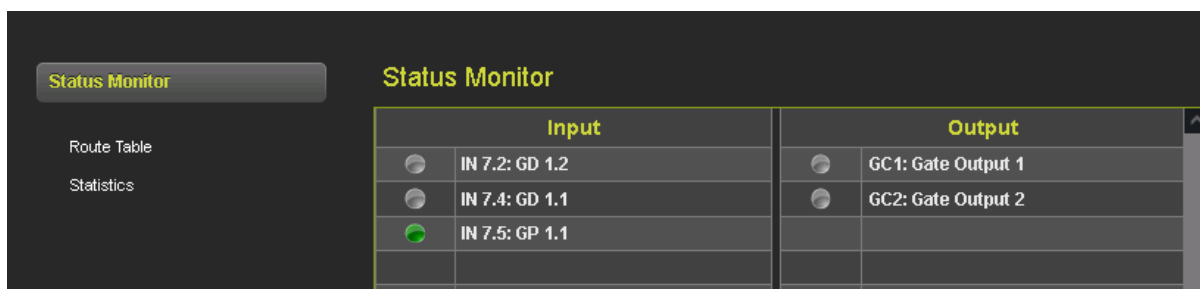 Status Monitor
Route Table
Statistics
Status Monitor
Input Output
IN 7.2: GD 1.2 GC1: Gate Output 1
IN 7.4: GD 1.1 GC2: Gate Output 2
IN 7.5: GP 1.1